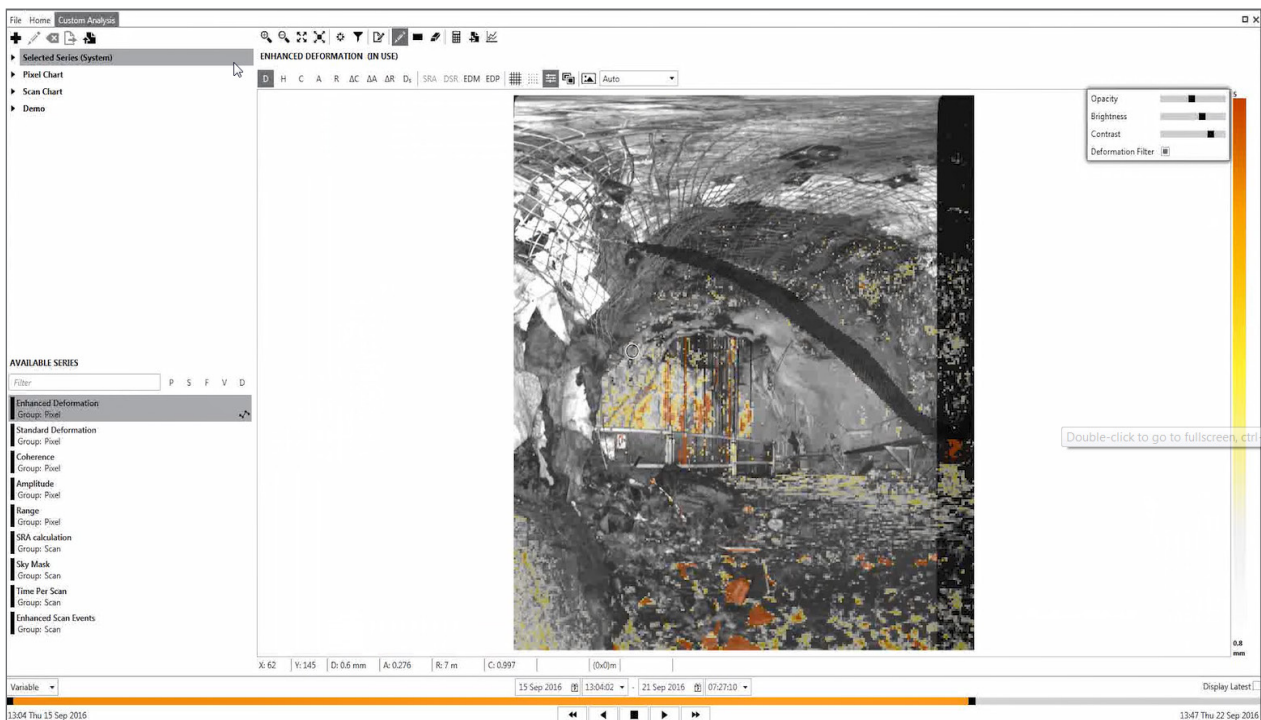 File Home Custom Analysis
Selected Series (System)
Pixel Chart
Scan Chart
Demo
ENHANCED DEFORMATION (IN USE)
D H C A R ΔC ΔA ΔR Dε SRA DSR EDM EDP Auto
Opacity
Brightness
Contrast
Deformation Filter
5
AVAILABLE SERIES
Filter P S F V D
Enhanced Deformation
Group: Pixel
Standard Deformation
Group: Pixel
Coherence
Group: Pixel
Amplitude
Group: Pixel
Range
Group: Pixel
SRA calculation
Group: Scan
Sky Mask
Group: Scan
Time Per Scan
Group: Scan
Enhanced Scan Events
Group: Scan
Double-click to go to fullscreen, ctrl-
0.8
mm
X: 62 Y: 145 D: 0.6 mm A: 0.276 R: 7 m C: 0.997 (0x0)m
Variable 15 Sep 2016 13:04:02 - 21 Sep 2016 07:27:10 Display Latest
13:04 Thu 15 Sep 2016 13:47 Thu 22 Sep 2016